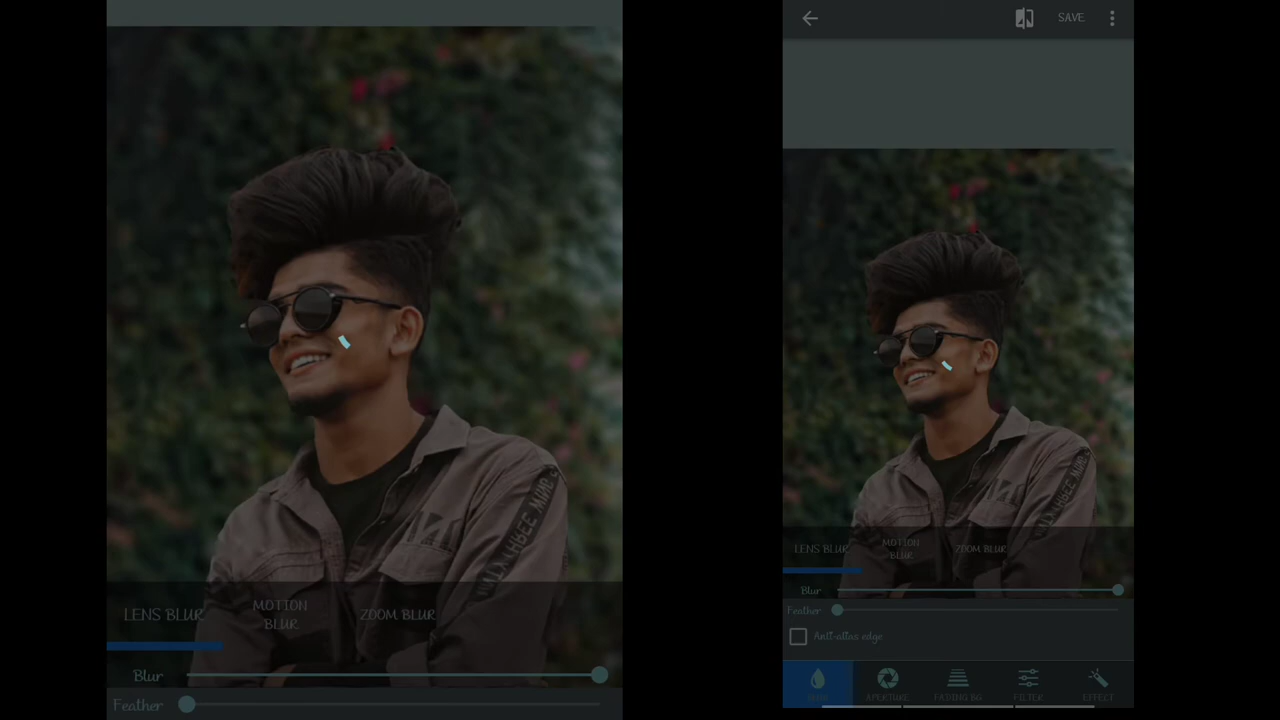 LENS BLUR
MOTION
BLUR
ZOOM BLUR
Blur
Feather
SAVE
LENS BLUR
MOTION
BLUR
ZOOM BLUR
Blur
Feather
Anti-alias edge
APERTURE
FADING BG
FILTER
EFFECT